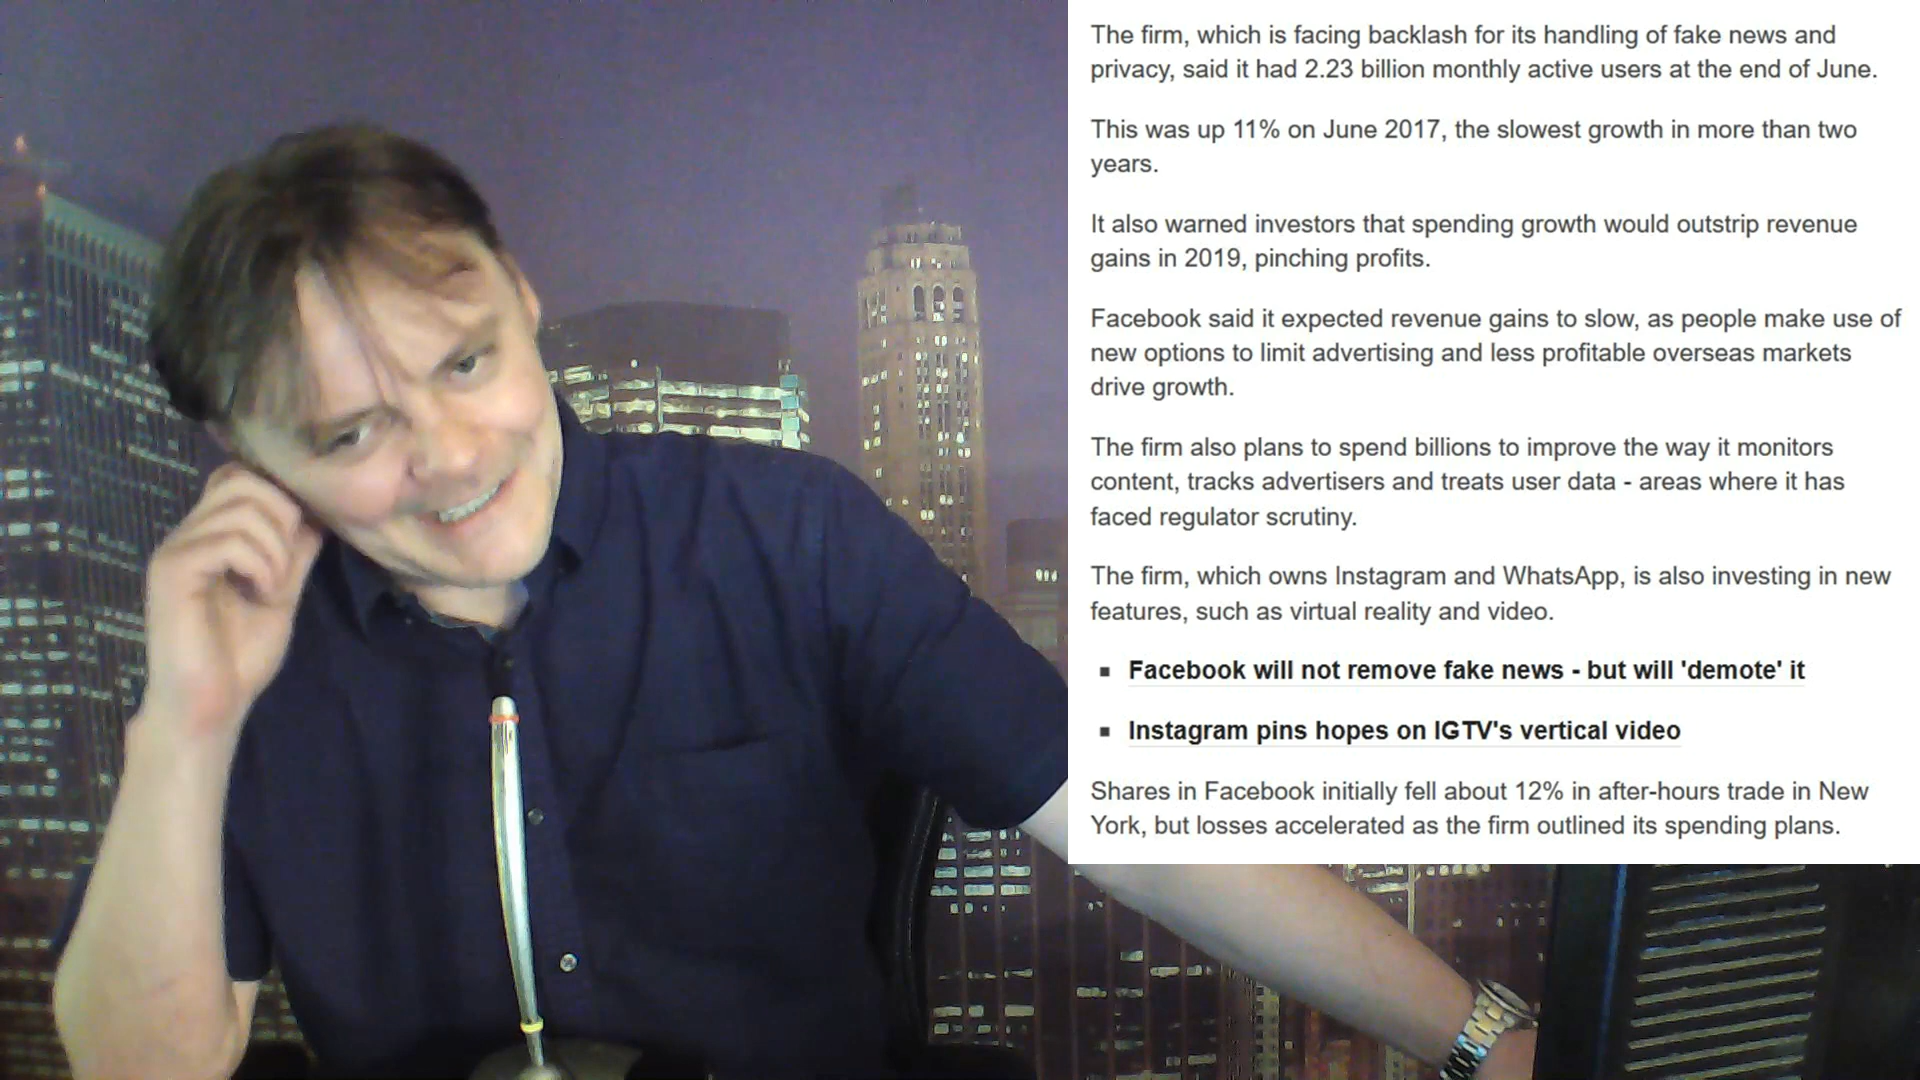 The firm, which is facing backlash for its handling of fake news and
privacy, said it had 2.23 billion monthly active users at the end of June.
This was up 11% on June 2017, the slowest growth in more than two
years.
It also warned investors that spending growth would outstrip revenue
gains in 2019, pinching profits.
Facebook said it expected revenue gains to slow, as people make use of
new options to limit advertising and less profitable overseas markets
drive growth.
The firm also plans to spend billions to improve the way it monitors
content, tracks advertisers and treats user data - areas where it has
faced regulator scrutiny.
The firm, which owns Instagram and WhatsApp, is also investing in new
features, such as virtual reality and video.
▪ Facebook will not remove fake news - but will 'demote' it
▪ Instagram pins hopes on IGTV's vertical video
Shares in Facebook initially fell about 12% in after-hours trade in New
York, but losses accelerated as the firm outlined its spending plans.